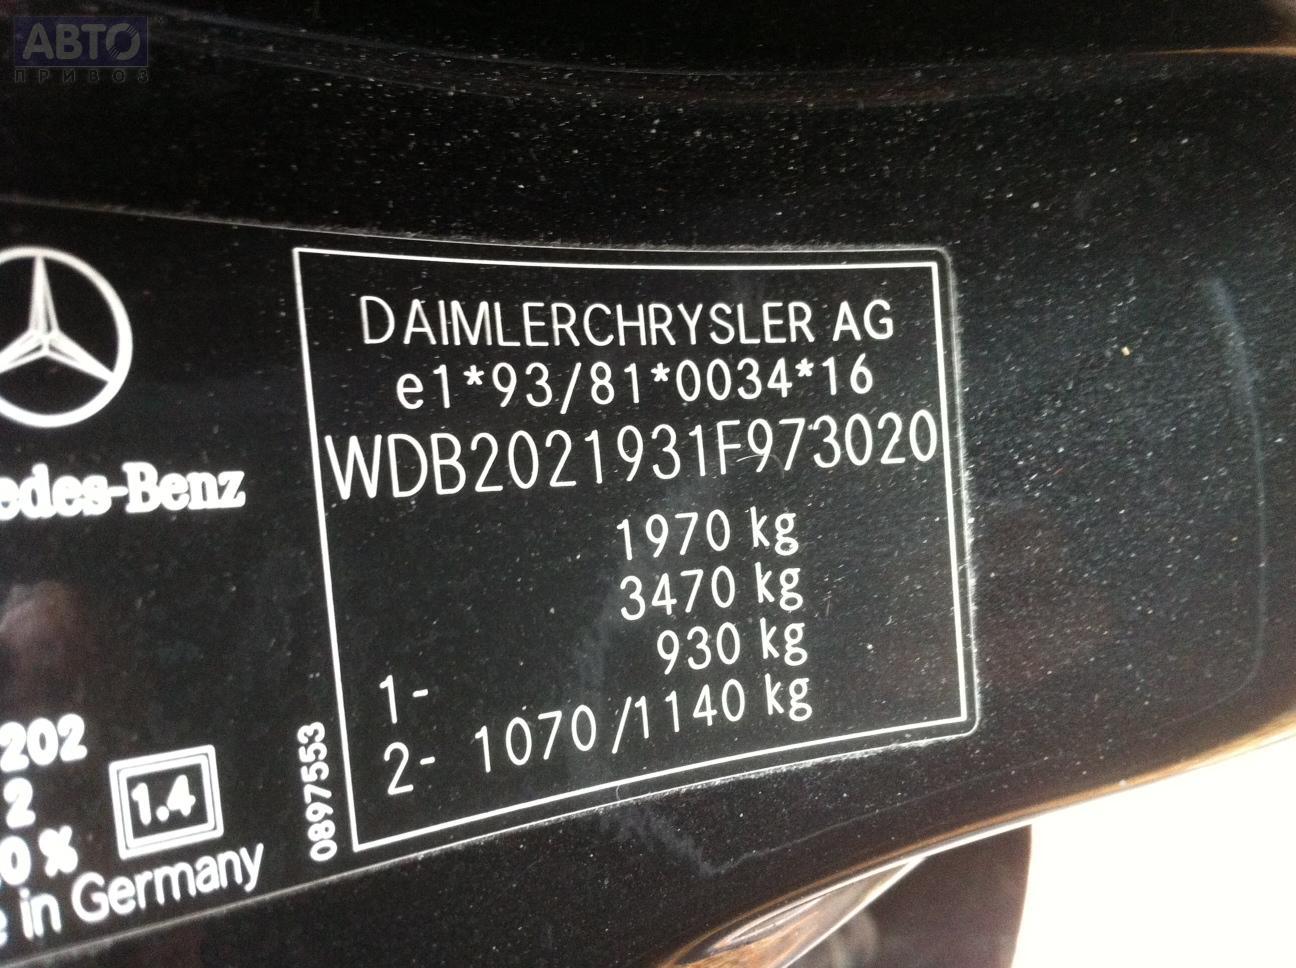 АВТО
ПРИВОЗ
DAIMLERCHRYSLER AG
e1*93/81*0034*16
WDB2021931F973020
1970 kg
3470 kg
1- 930 kg
2- 1070/1140 kg
0897553
edes-Benz
202
2
1.4
0 %
e in Germany